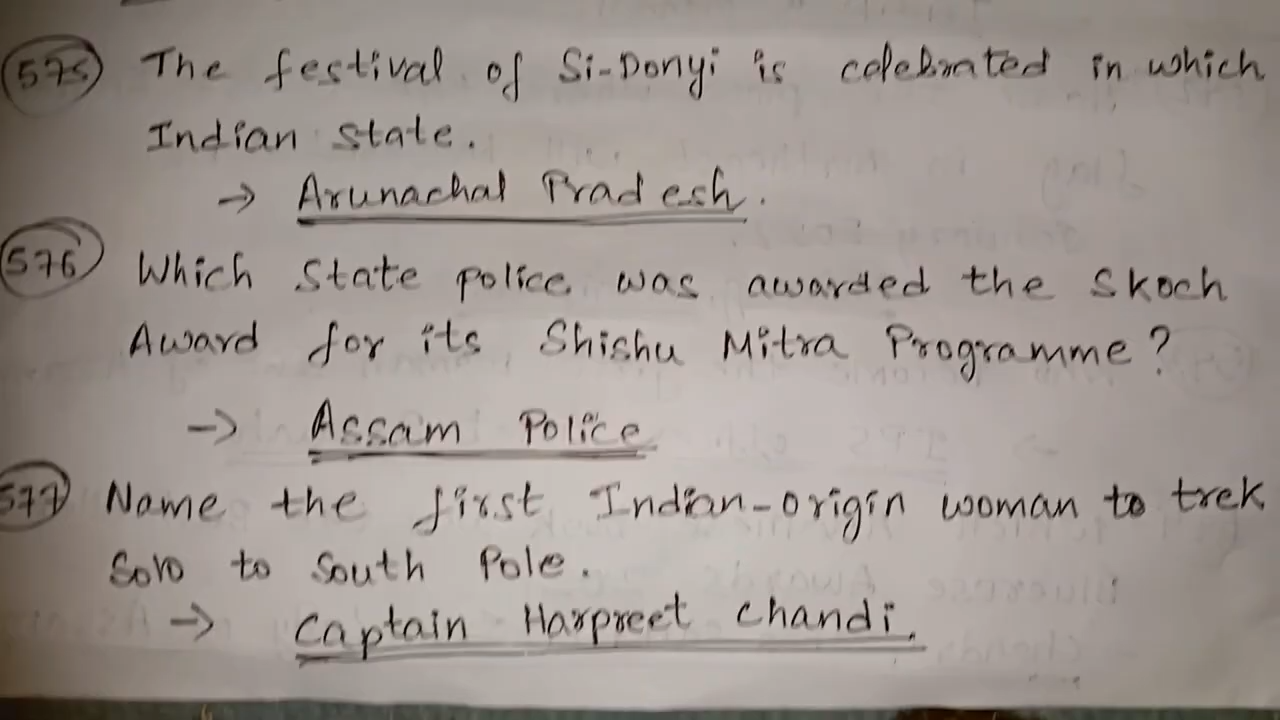 575 The festival of Si-Donyi is celebrated in which
Indian State.
→ Arunachal Pradesh.
576 Which State police was awarded the Skoch
Award for its Shishu Mitra Programme?
→ Assam Police
577 Name the first Indian-origin woman to trek
Solo to South Pole.
→ Captain Harpreet Chandi.